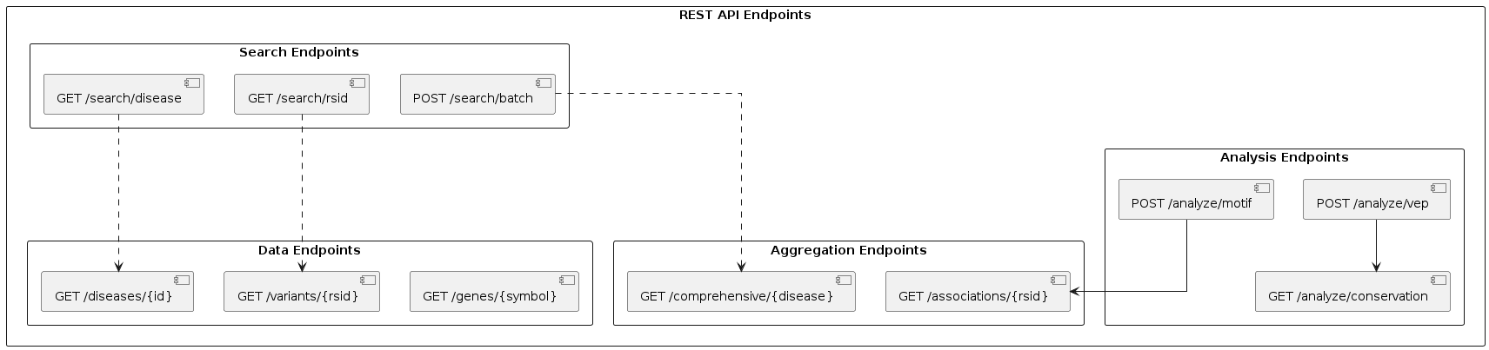 REST API Endpoints
Search Endpoints
GET /search/disease
GET /search/rsid
POST /search/batch
Analysis Endpoints
POST /analyze/motif
POST /analyze/vep
GET /analyze/conservation
Data Endpoints
GET /diseases/{id}
GET /variants/{rsid}
GET /genes/{symbol}
Aggregation Endpoints
GET /comprehensive/{disease}
GET /associations/{rsid}